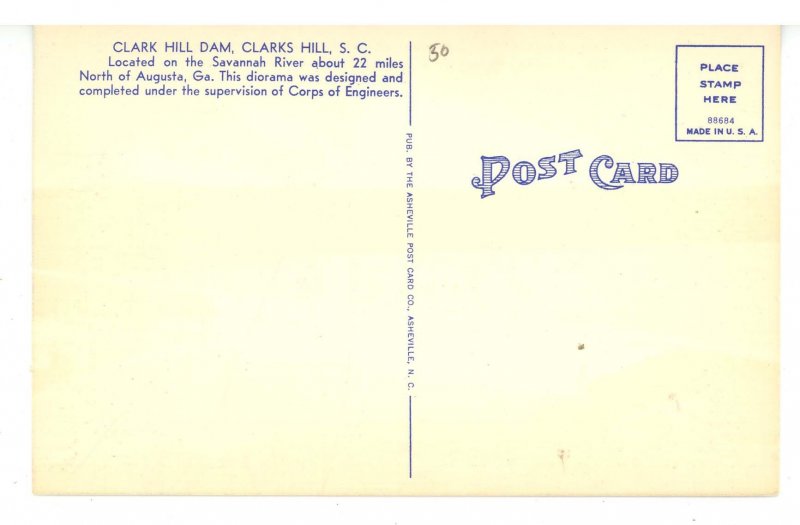 CLARK HILL DAM, CLARKS HILL, S. C.
Located on the Savannah River about 22 miles
North of Augusta, Ga. This diorama was designed and
completed under the supervision of Corps of Engineers.
PUB. BY THE ASHEVILLE POST CARD CO., ASHEVILLE, N. C.
30
POST CARD
PLACE
STAMP
HERE
88684
MADE IN U. S. A.